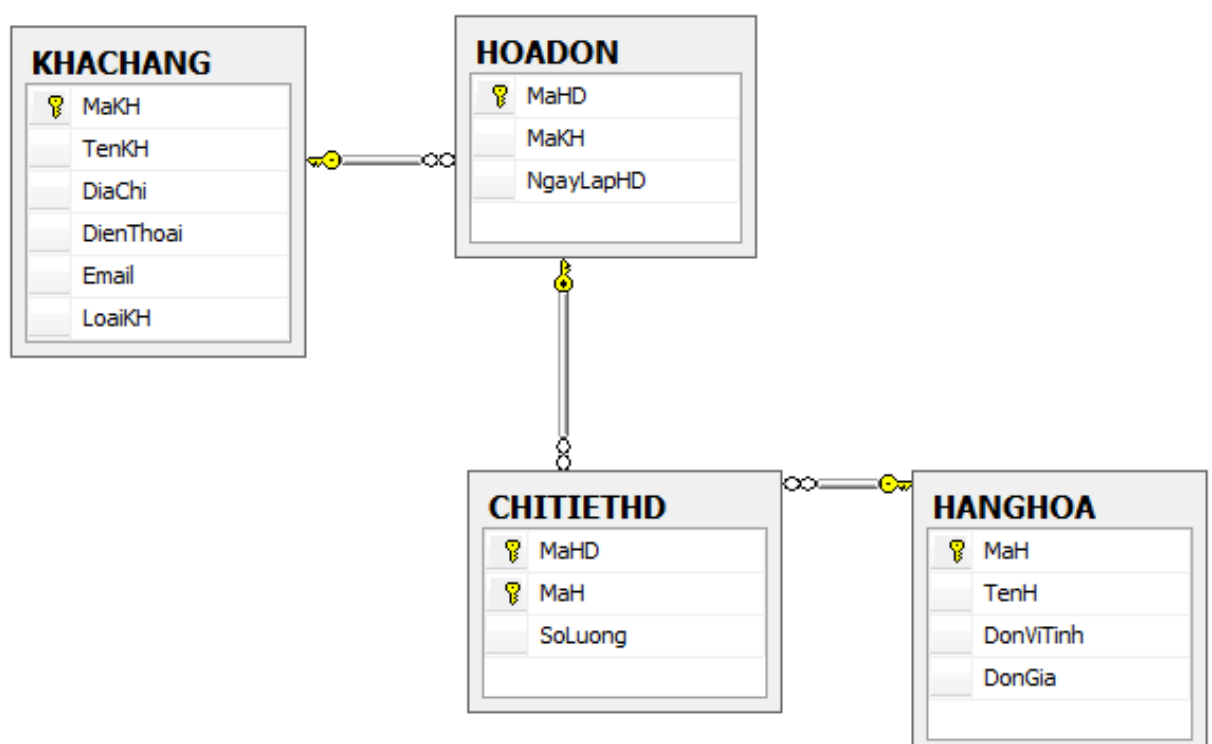 KHACHANG
MaKH
TenKH
DiaChi
DienThoai
Email
LoaiKH
HOADON
MaHD
MaKH
NgayLapHD
CHITIETHD
MaHD
MaH
SoLuong
HANGHOA
MaH
TenH
DonViTinh
DonGia